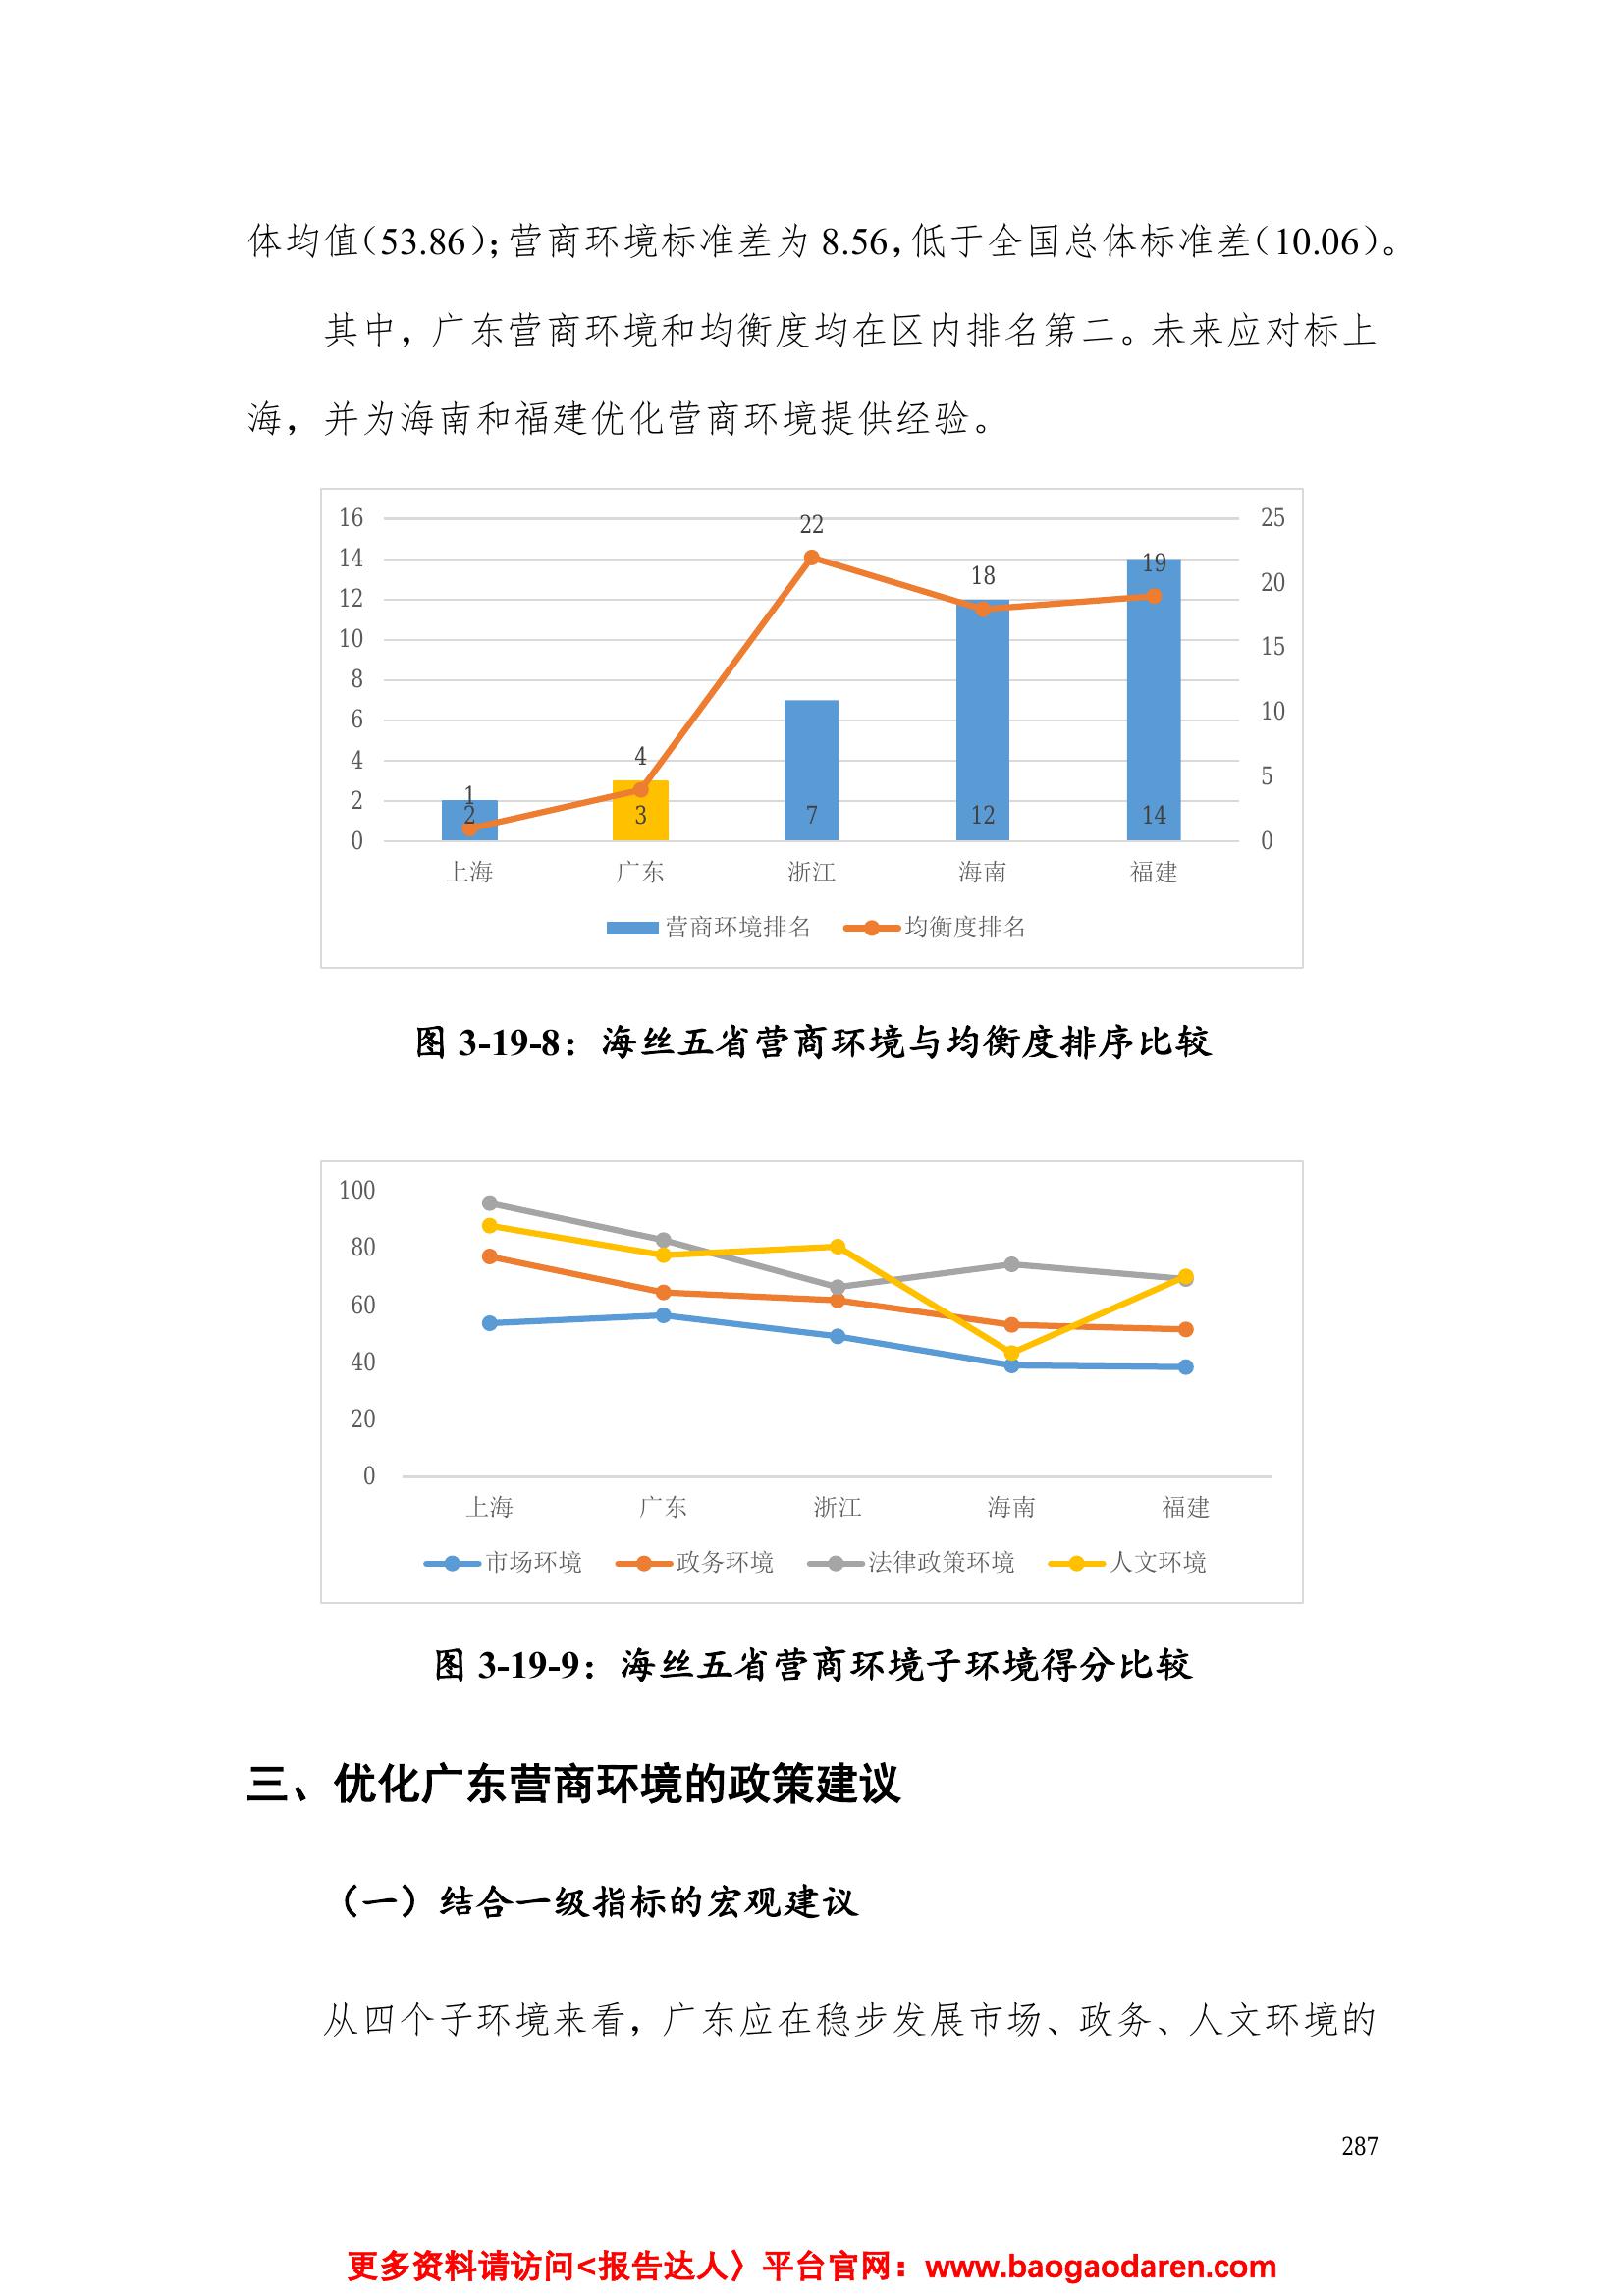 体均值（53.86）；营商环境标准差为 8.56，低于全国总体标准差（10.06）。
其中，广东营商环境和均衡度均在区内排名第二。未来应对标上
海，并为海南和福建优化营商环境提供经验。
16
14
12
10
8
6
4
2
0
25
20
15
10
5
0
1
4
22
18
19
2
3
7
12
14
上海 广东 浙江 海南 福建
营商环境排名 均衡度排名
图 3-19-8：海丝五省营商环境与均衡度排序比较
100
80
60
40
20
0
上海 广东 浙江 海南 福建
市场环境 政务环境 法律政策环境 人文环境
图 3-19-9：海丝五省营商环境子环境得分比较
三、优化广东营商环境的政策建议
（一）结合一级指标的宏观建议
从四个子环境来看，广东应在稳步发展市场、政务、人文环境的
287
更多资料请访问<报告达人〉平台官网：www.baogaodaren.com